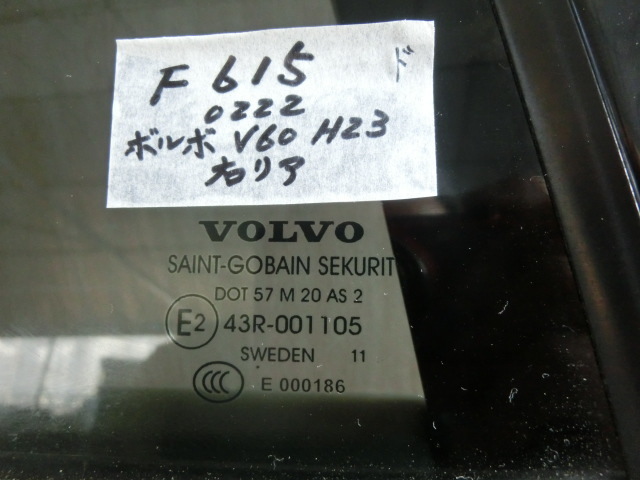 F 615
ド
0222
ボルボ V60 H23
右リア
VOLVO
SAINT-GOBAIN SEKURIT
DOT 57 M 20 AS 2
E2 43R-001105
SWEDEN 11
CCC E 000186